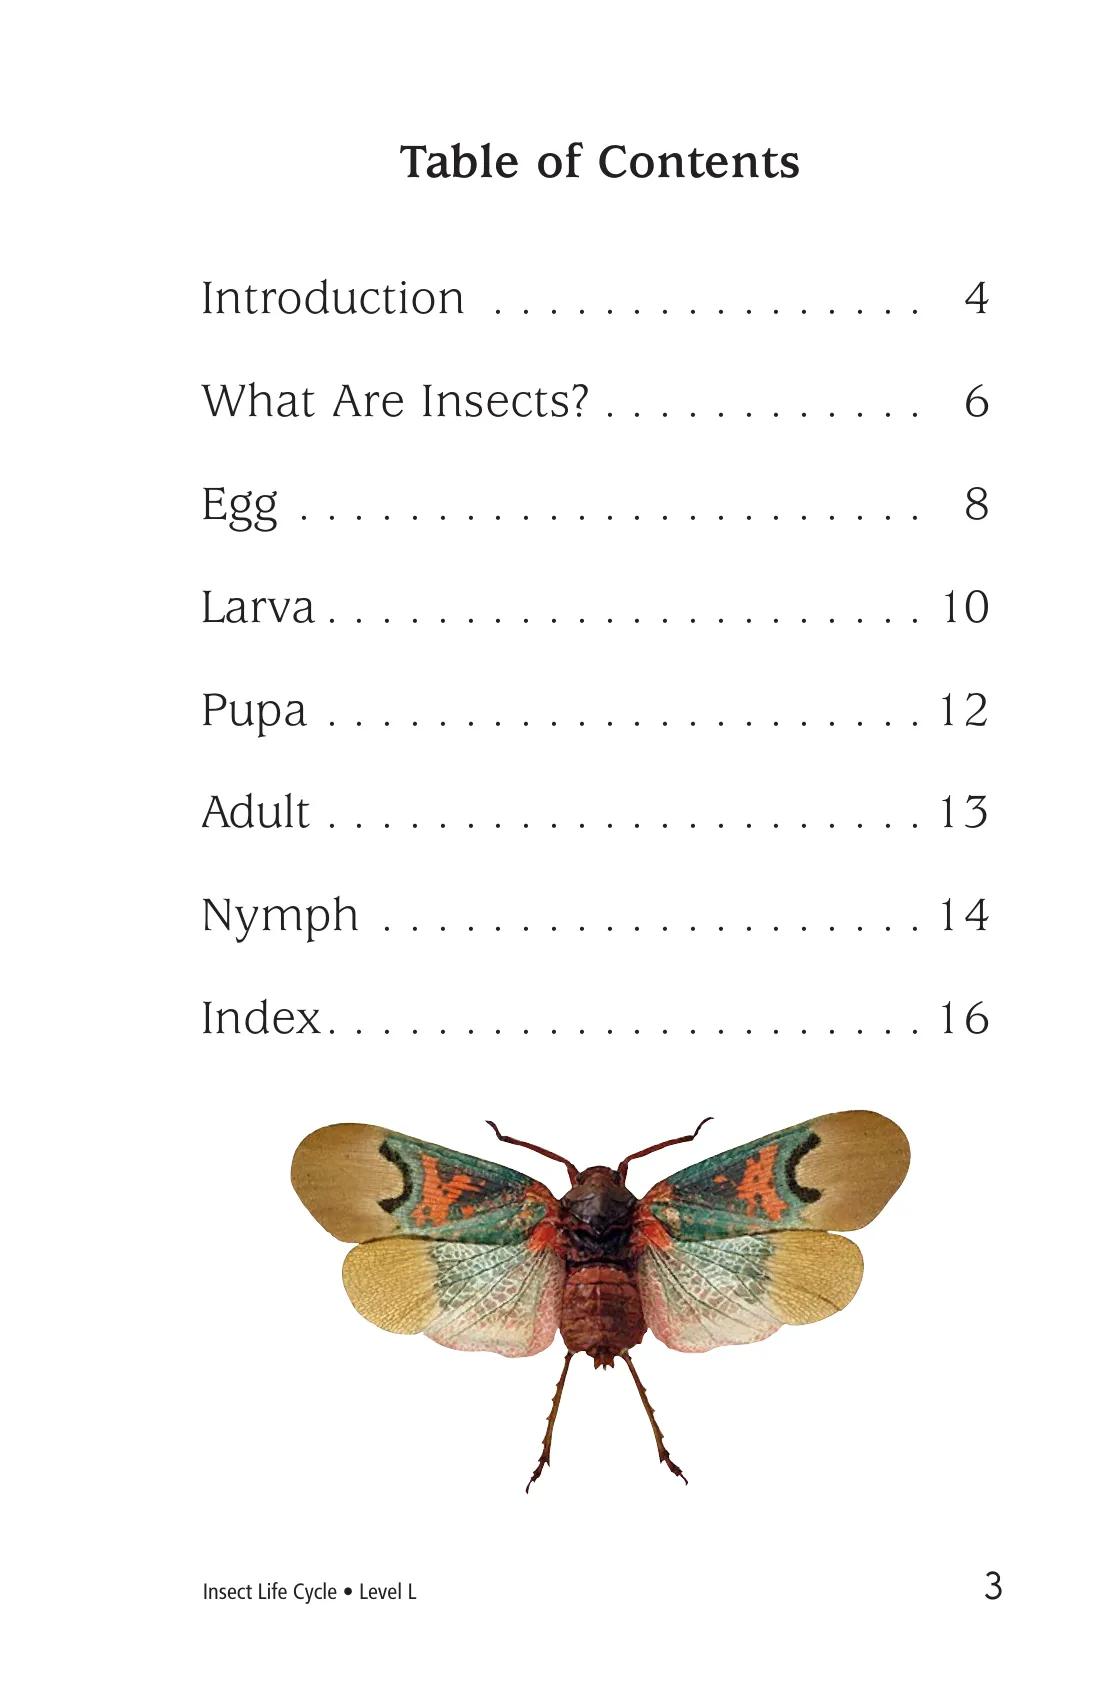 Table of Contents
Introduction . . . . . . . . . . . . . . . . 4
What Are Insects? . . . . . . . . . . . . 6
Egg . . . . . . . . . . . . . . . . . . . . . . . 8
Larva . . . . . . . . . . . . . . . . . . . . . . 10
Pupa . . . . . . . . . . . . . . . . . . . . . . 12
Adult . . . . . . . . . . . . . . . . . . . . . . 13
Nymph . . . . . . . . . . . . . . . . . . . . 14
Index . . . . . . . . . . . . . . . . . . . . . . 16
Insect Life Cycle • Level L 3